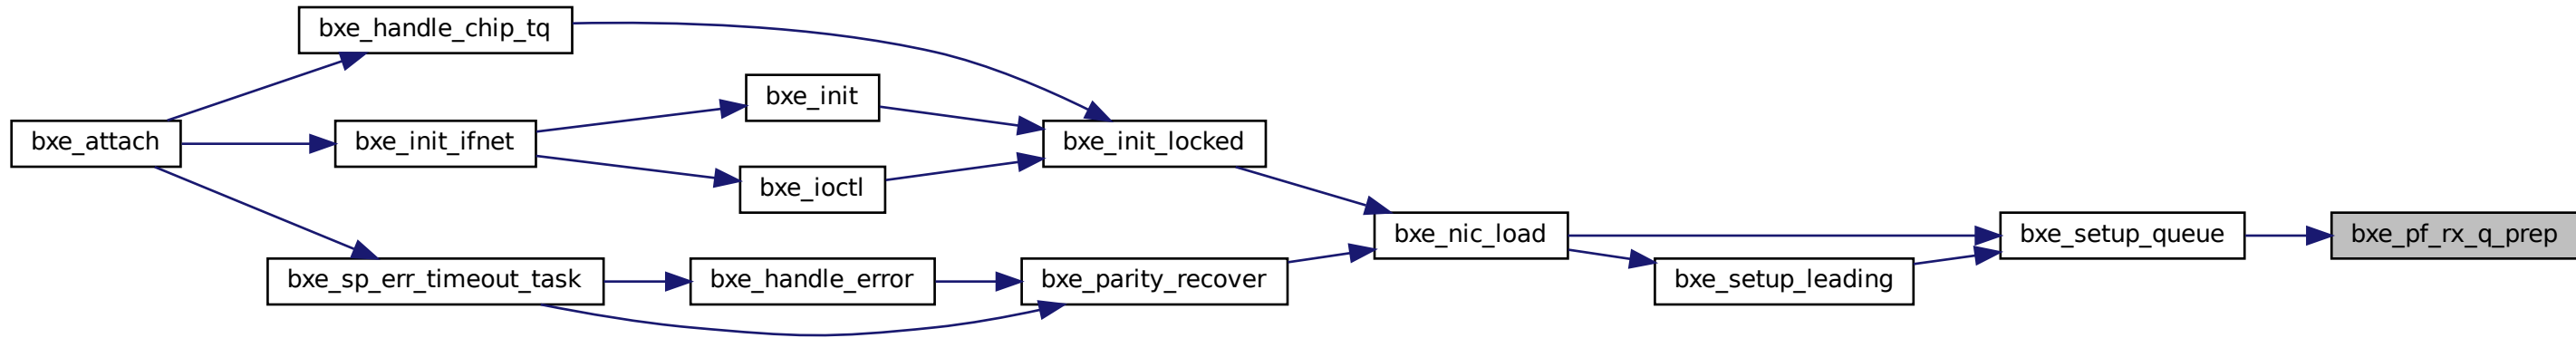 bxe_handle_chip_tq
bxe_init
bxe_attach
bxe_init_ifnet
bxe_init_locked
bxe_ioctl
bxe_nic_load
bxe_setup_queue
bxe_pf_rx_q_prep
bxe_sp_err_timeout_task
bxe_handle_error
bxe_parity_recover
bxe_setup_leading